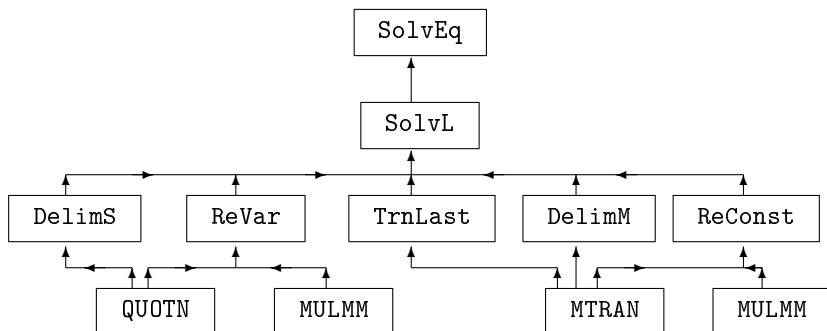 SolvEq
SolvL
DelimS ReVar TrnLast DelimM ReConst
QUOTN MULMM MTRAN MULMM